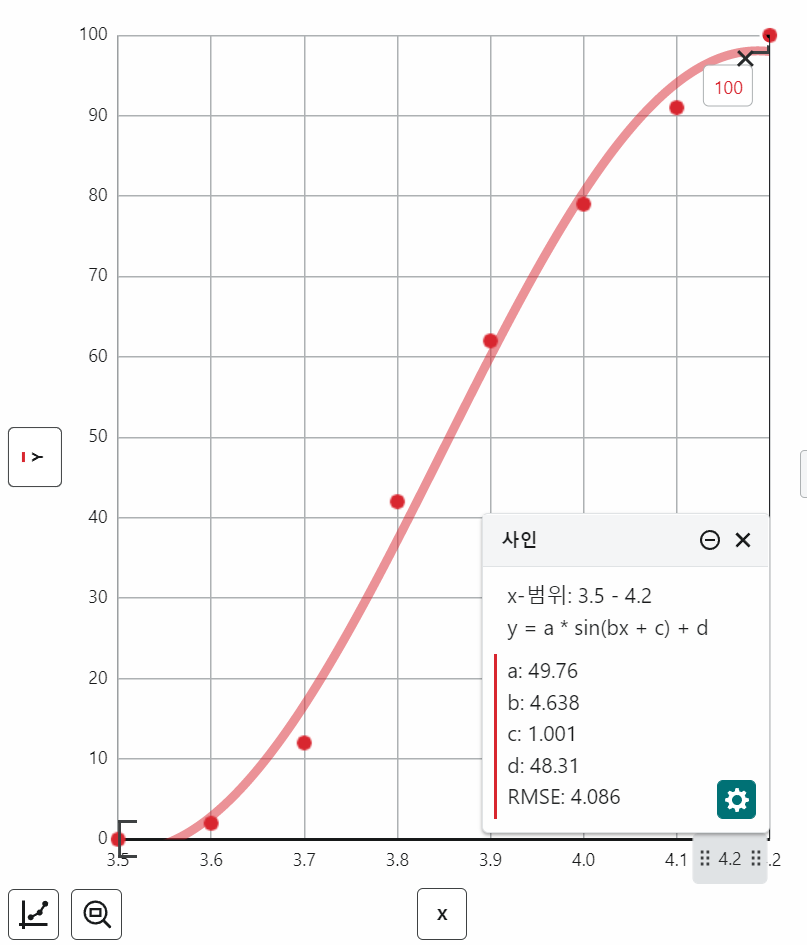 100
90
80
70
60
50
40
30
20
10
0
Y
100
사인
x-범위: 3.5 - 4.2
y = a * sin(bx + c) + d
a: 49.76
b: 4.638
c: 1.001
d: 48.31
RMSE: 4.086
3.5 3.6 3.7 3.8 3.9 4.0 4.1 4.2 .2
x